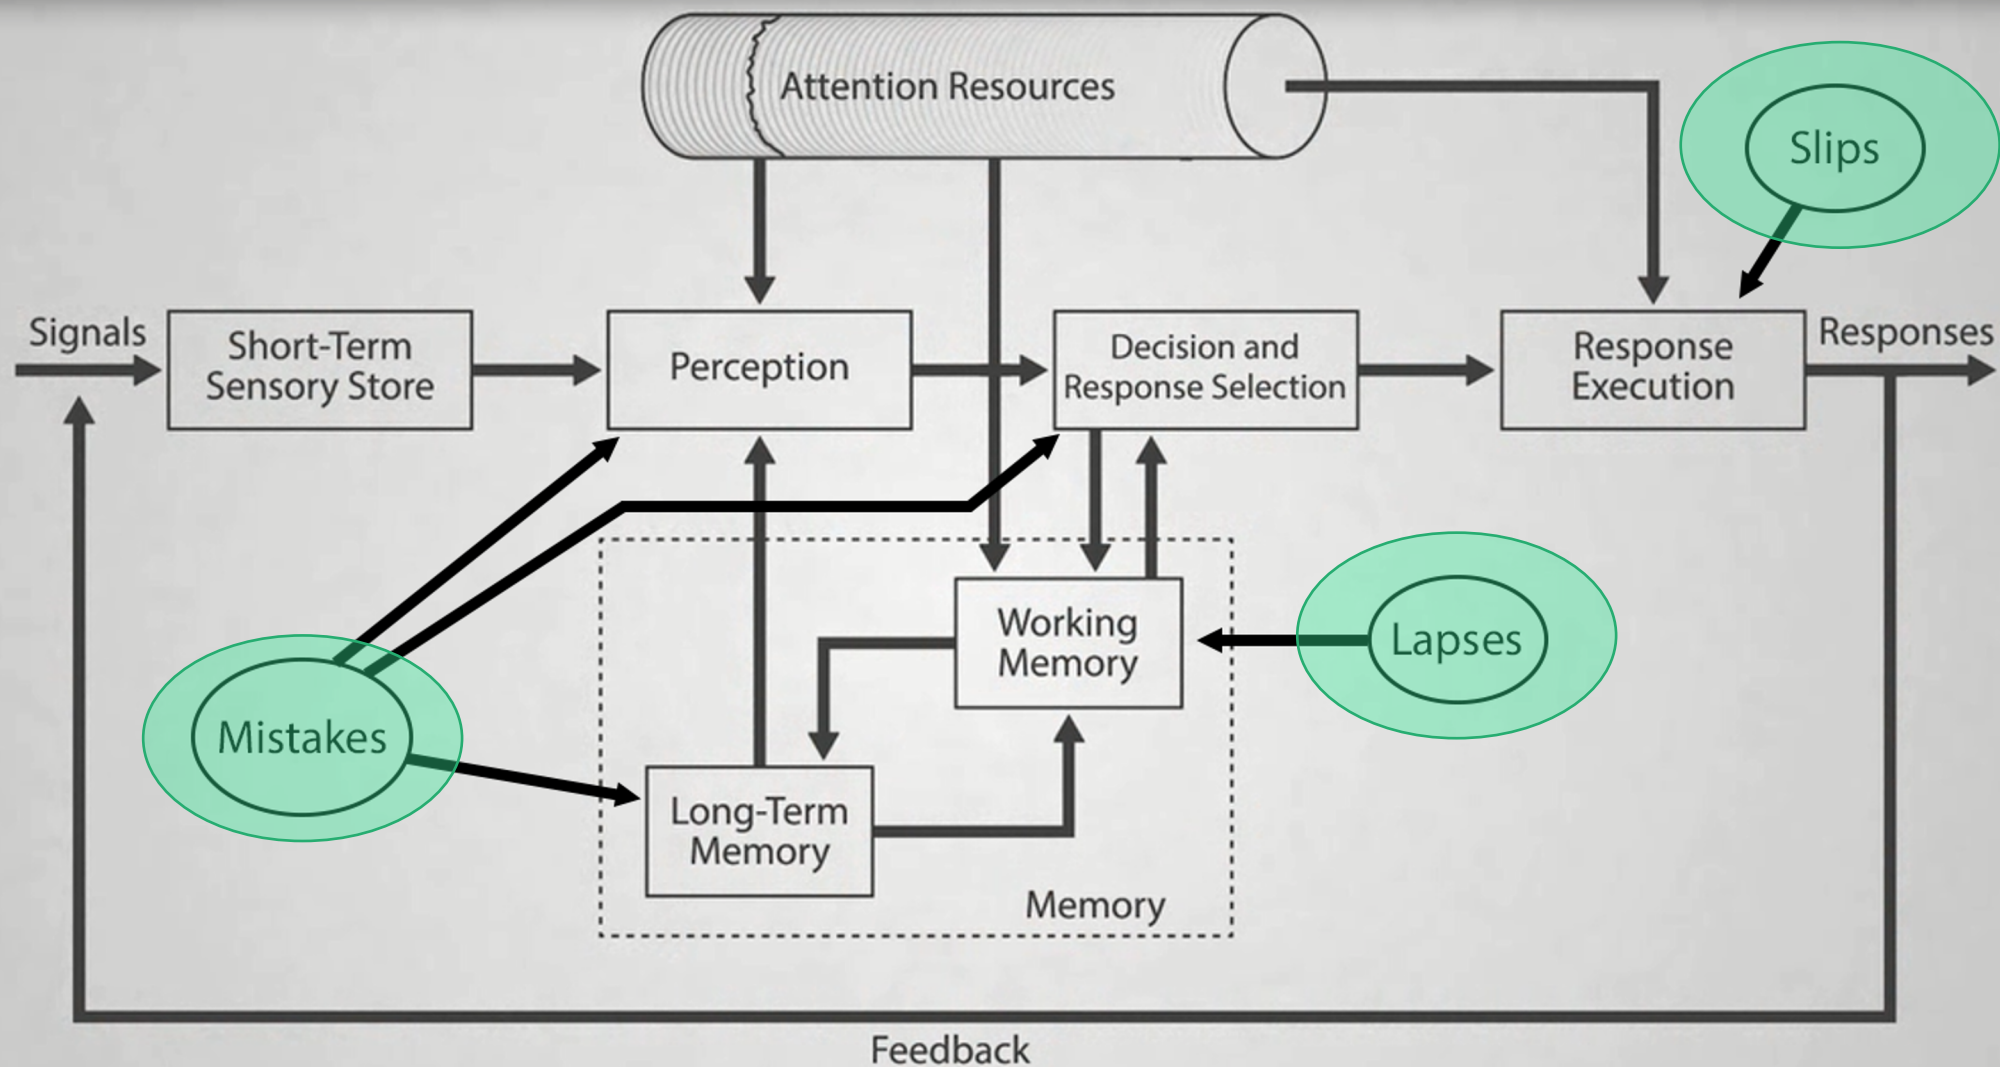 Attention Resources
Slips
Signals
Short-Term
Sensory Store
Perception
Decision and
Response Selection
Response
Execution
Responses
Working
Memory
Lapses
Mistakes
Long-Term
Memory
Memory
Feedback